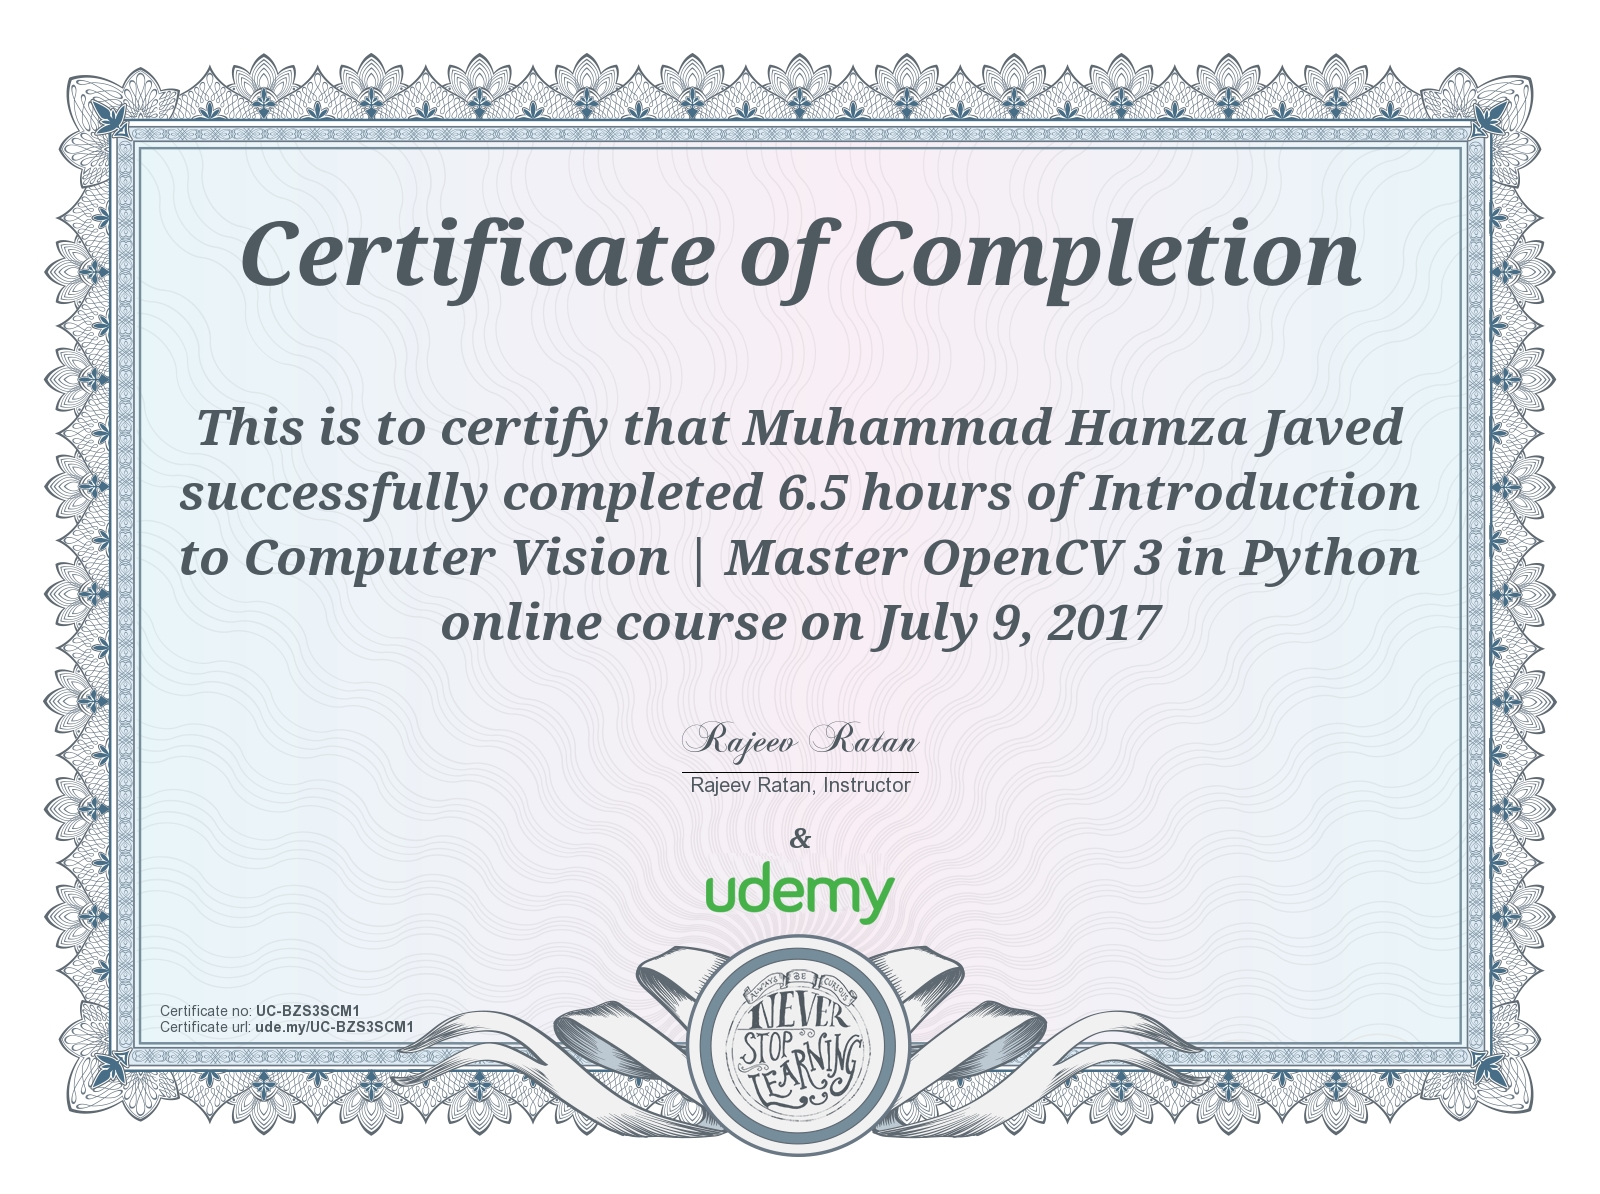 Certificate of Completion
This is to certify that Muhammad Hamza Javed
successfully completed 6.5 hours of Introduction
to Computer Vision | Master OpenCV 3 in Python
online course on July 9, 2017
Rajeev Ratan
Rajeev Ratan, Instructor
&
udemy
Certificate no: UC-BZS3SCM1
Certificate url: ude.my/UC-BZS3SCM1
ALWAYS BE CURIOUS
NEVER
STOP
LEARNING